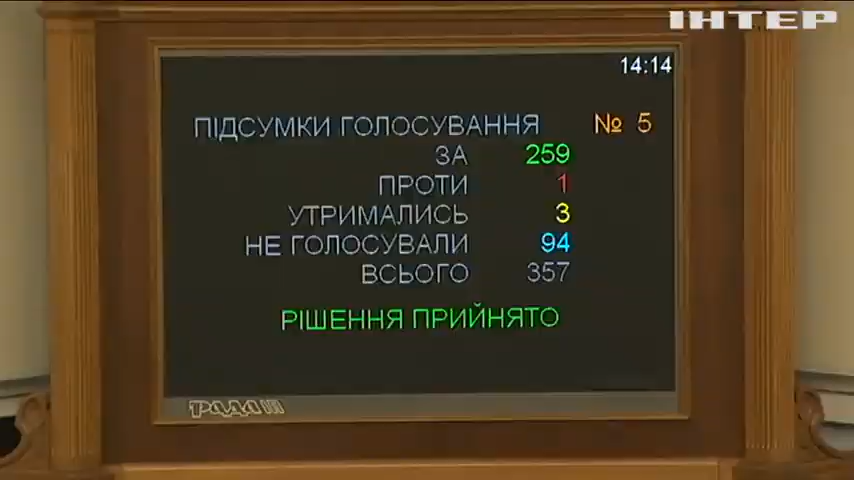 ІНТЕР
14:14
ПІДСУМКИ ГОЛОСУВАННЯ № 5
ЗА 259
ПРОТИ 1
УТРИМАЛИСЬ 3
НЕ ГОЛОСУВАЛИ 94
ВСЬОГО 357
РІШЕННЯ ПРИЙНЯТО
РАДА III